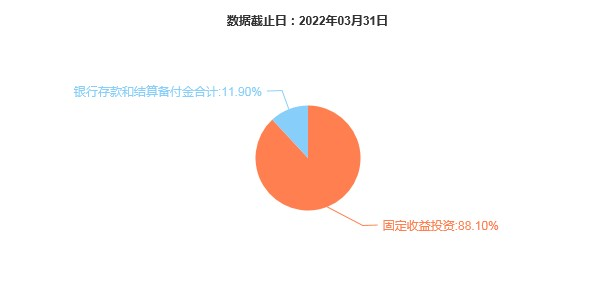 数据截止日：2022年03月31日
银行存款和结算备付金合计:11.90%
固定收益投资:88.10%